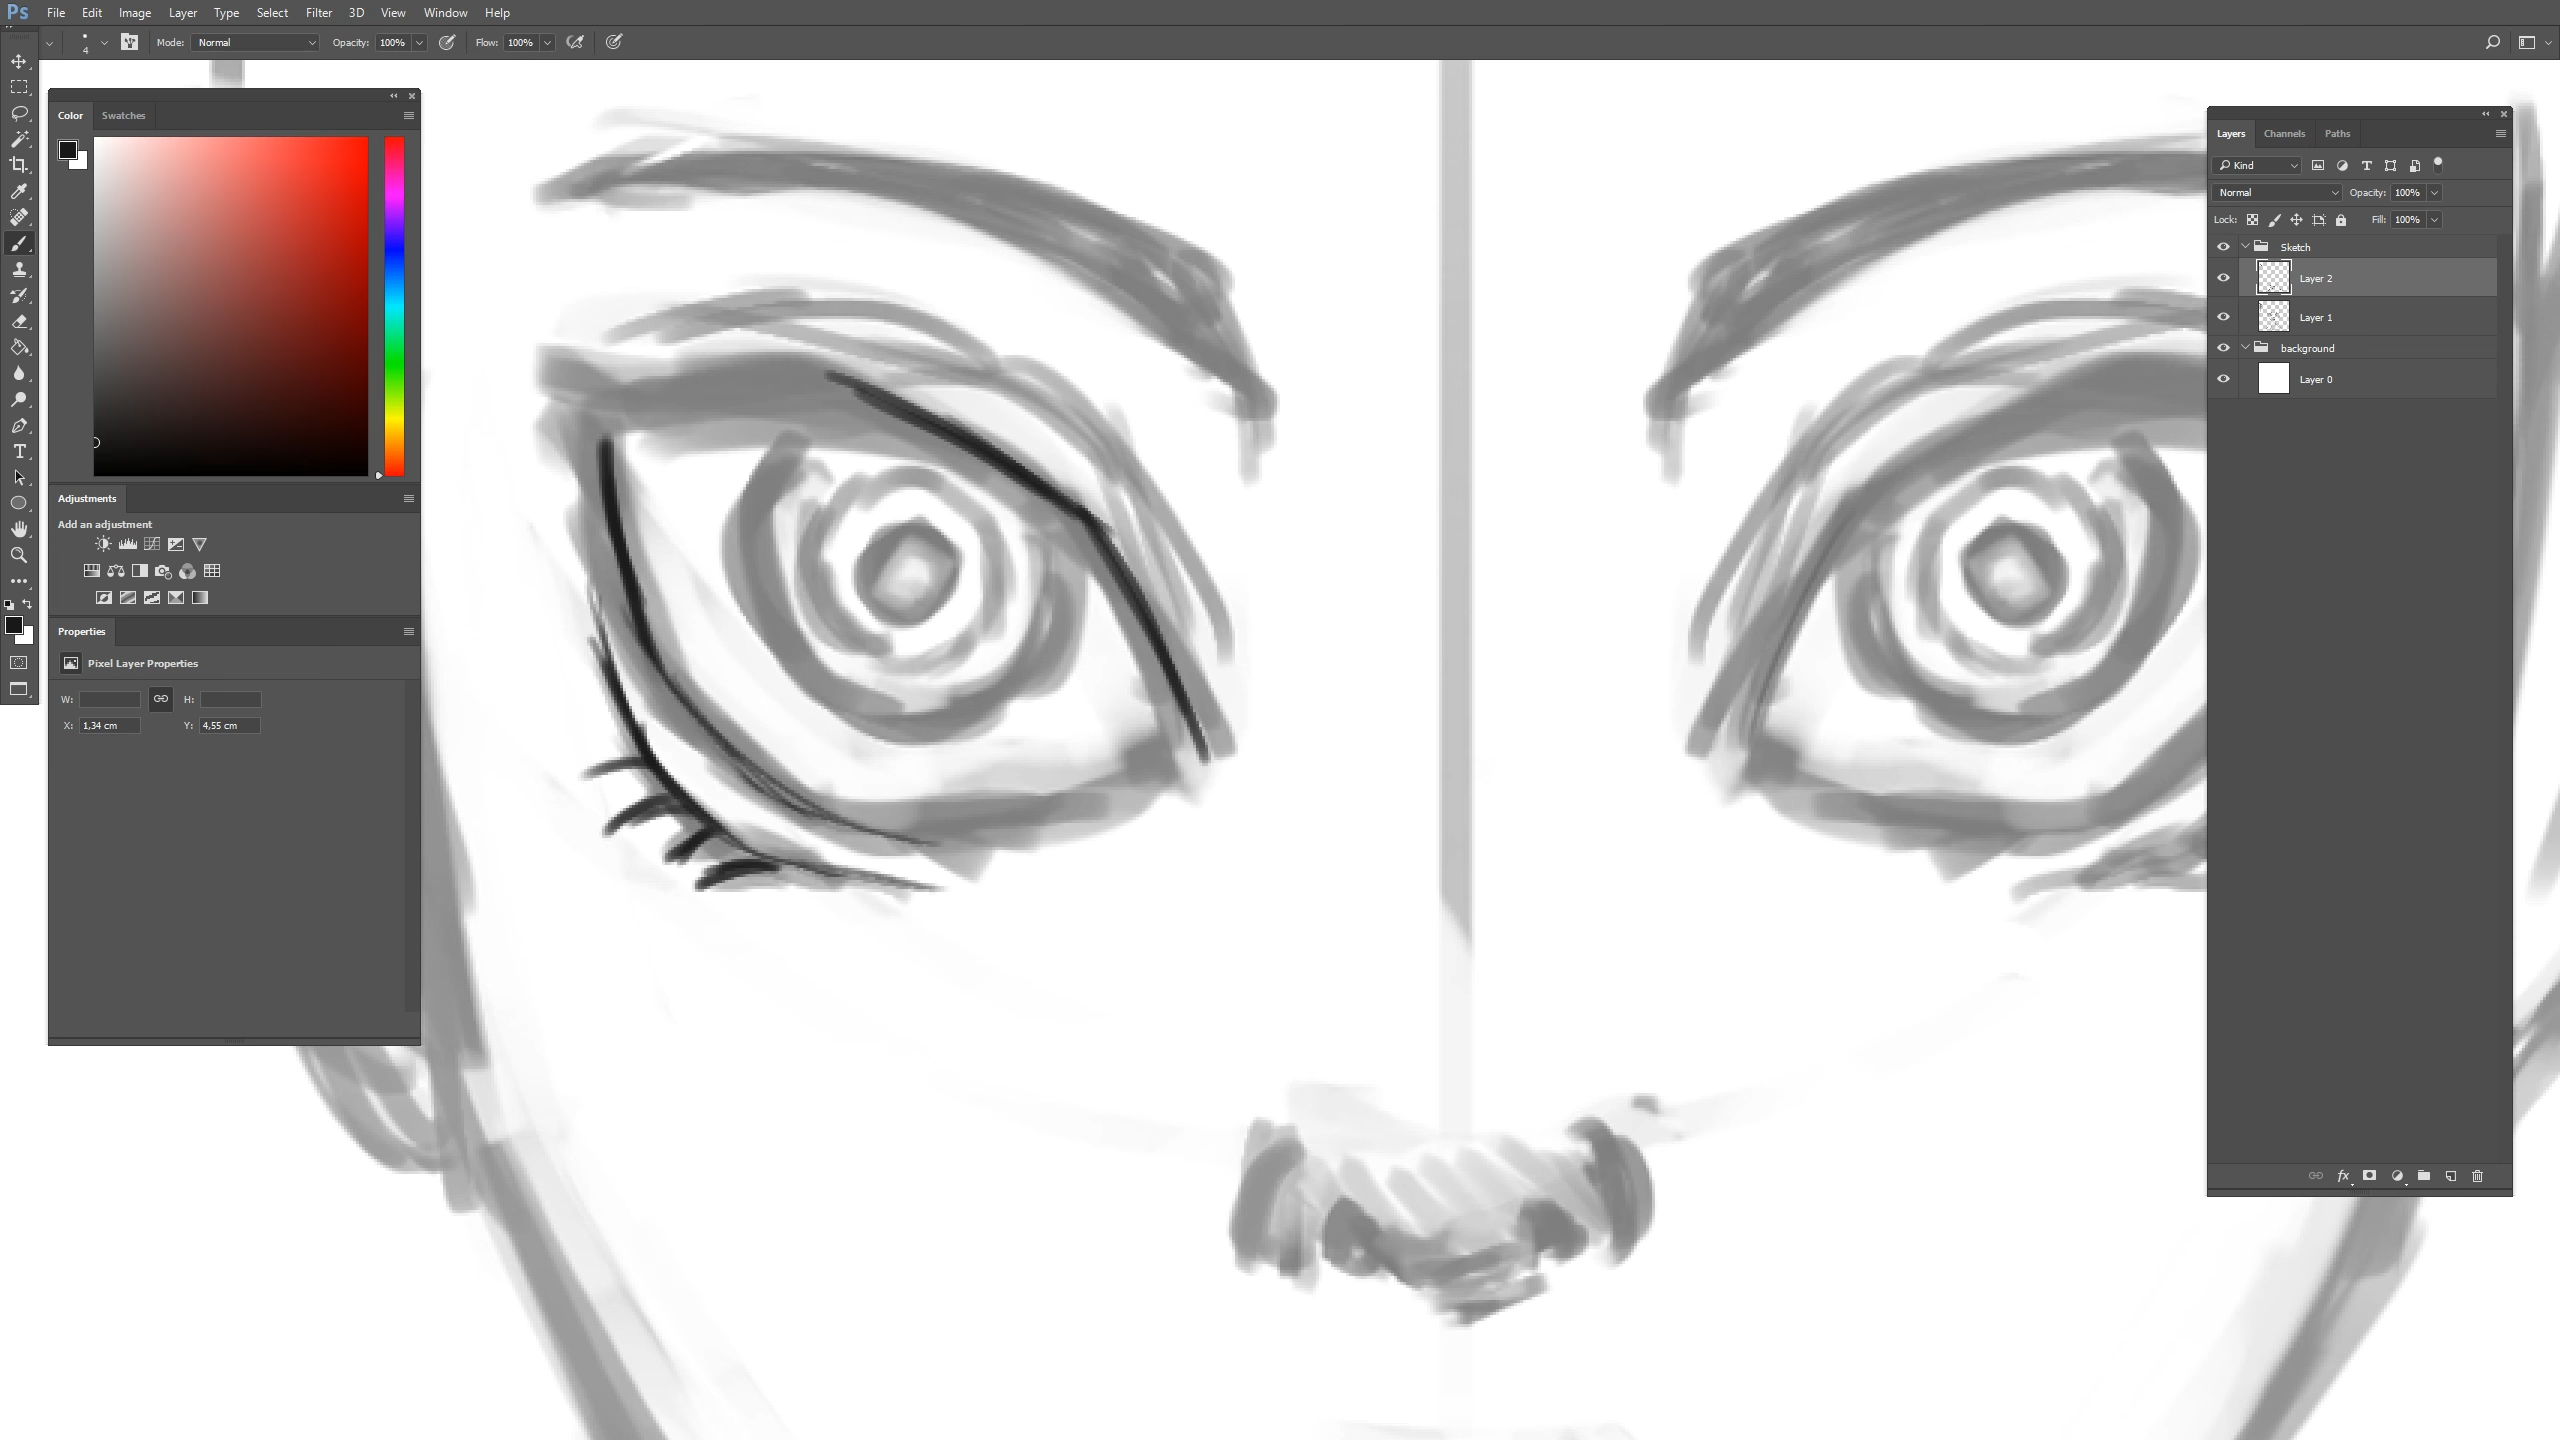 Ps File Edit Image Layer Type Select Filter 3D View Window Help
4 Mode: Normal Opacity: 100% Flow: 100%
Color Swatches
Adjustments
Add an adjustment
Properties
Pixel Layer Properties
W: H:
X: 1,34 cm Y: 4,55 cm
Layers Channels Paths
Kind
Normal Opacity: 100%
Lock: Fill: 100%
Sketch
Layer 2
Layer 1
background
Layer 0
fx